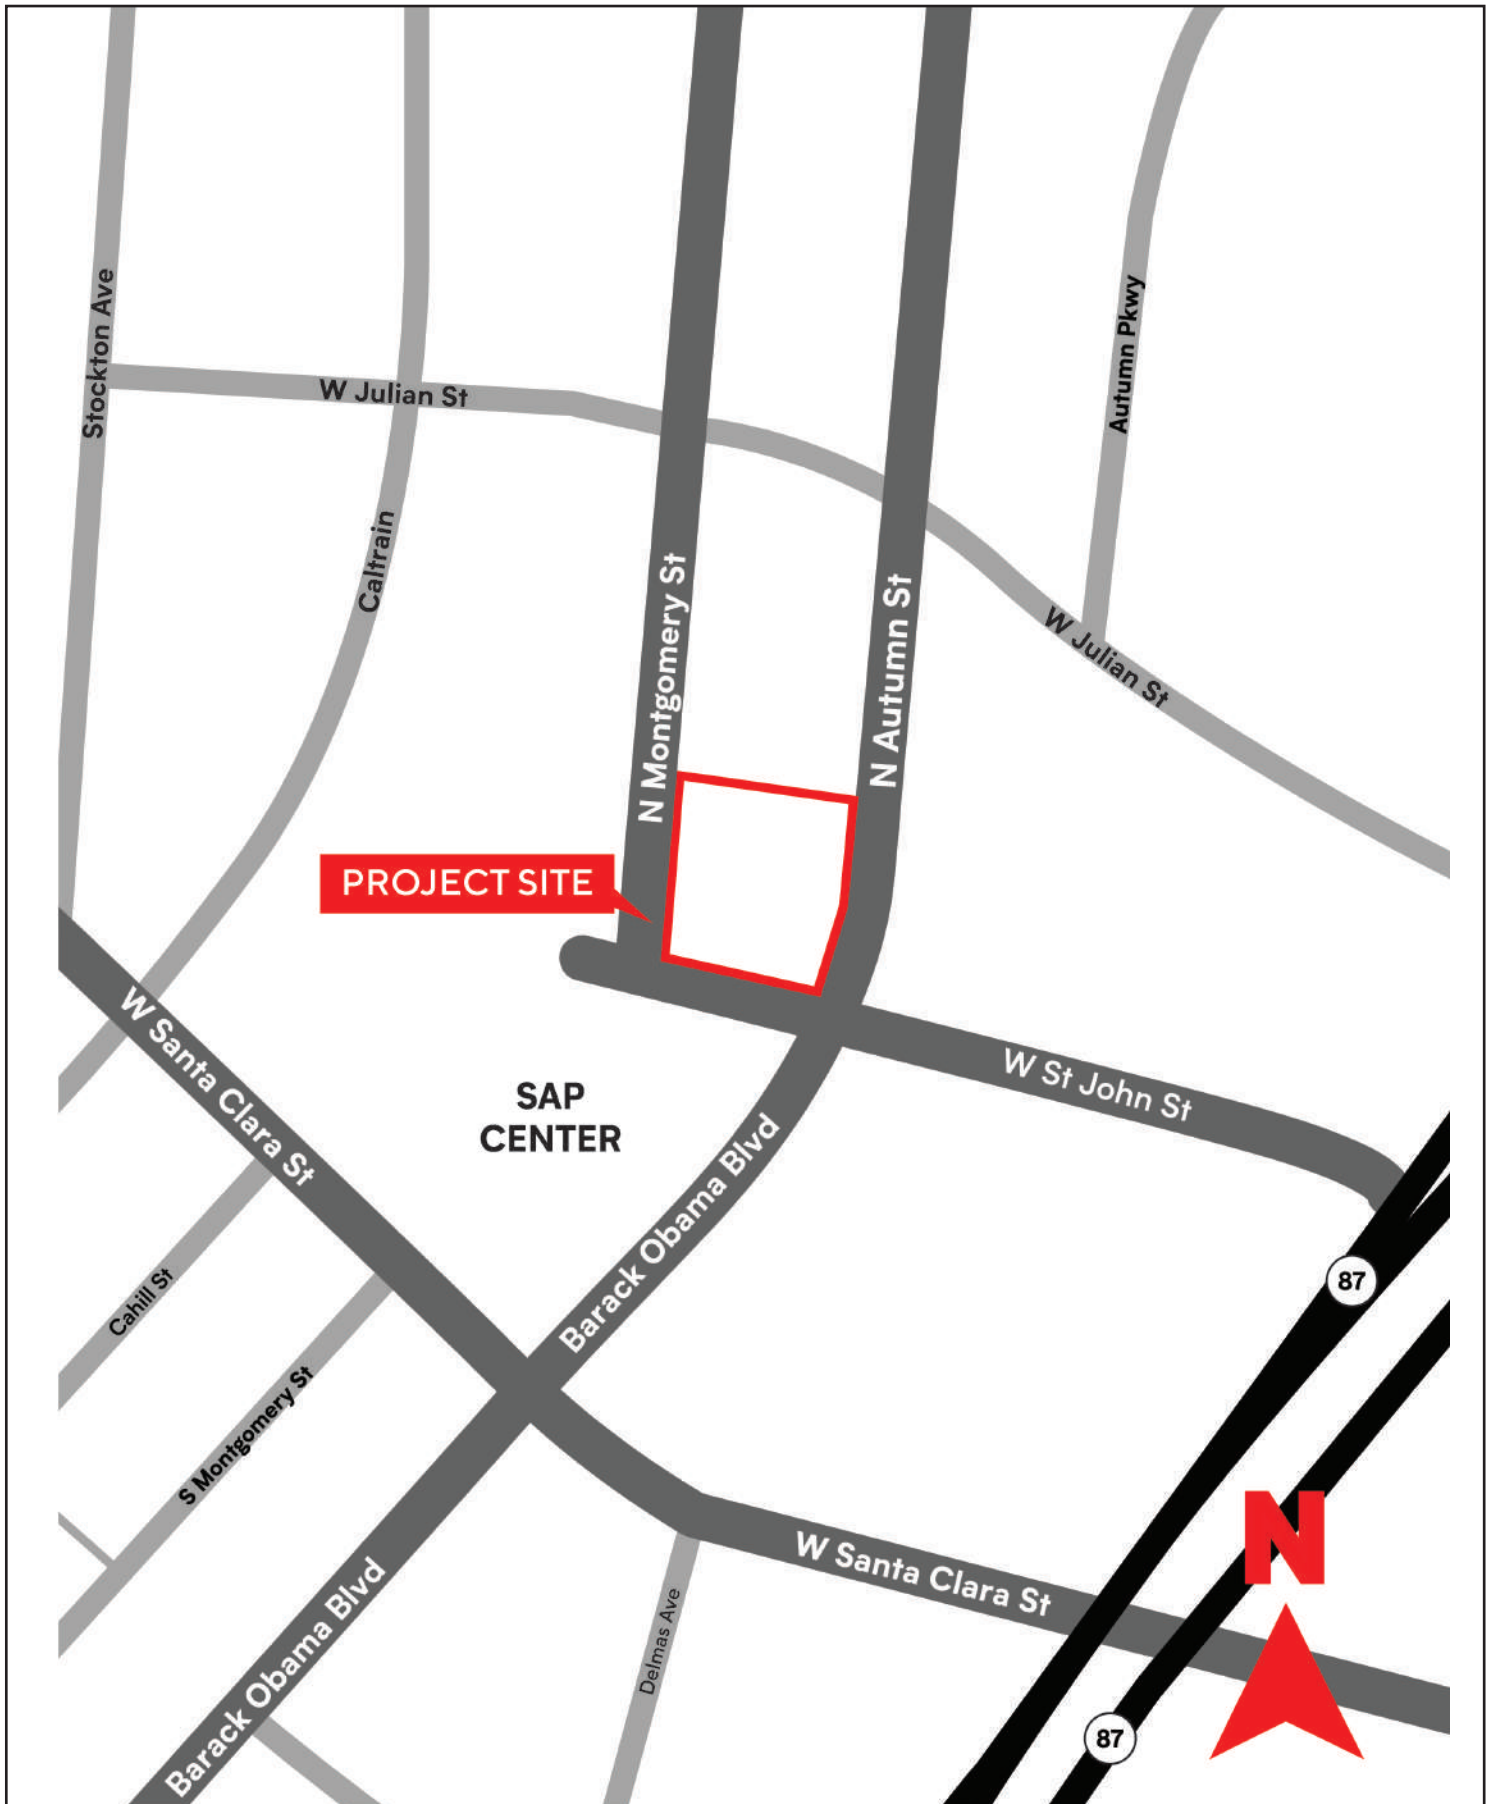 Stockton Ave
W Julian St
Autumn Pkwy
Caltrain
N Montgomery St
N Autumn St
W Julian St
PROJECT SITE
W Santa Clara St
SAP
CENTER
W St John St
Barack Obama Blvd
Cahill St
87
S Montgomery St
N
W Santa Clara St
Delmas Ave
Barack Obama Blvd
87